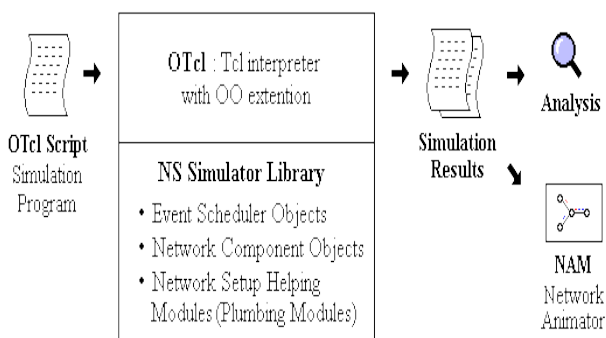 OTcl Script
Simulation
Program
OTcl : Tcl interpreter
with OO extention
NS Simulator Library
• Event Scheduler Objects
• Network Component Objects
• Network Setup Helping
Modules (Plumbing Modules)
Simulation
Results
Analysis
NAM
Network
Animator